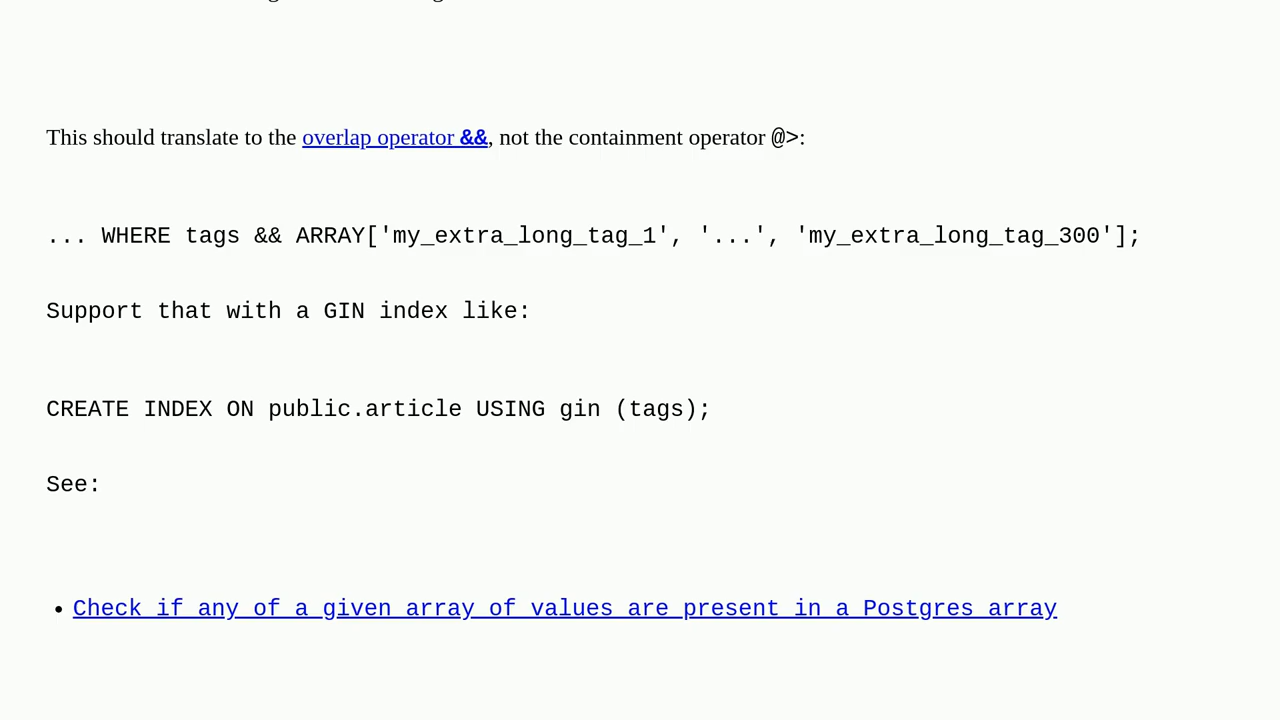 This should translate to the overlap operator &&, not the containment operator @>:
... WHERE tags && ARRAY['my_extra_long_tag_1', '...', 'my_extra_long_tag_300'];
Support that with a GIN index like:
CREATE INDEX ON public.article USING gin (tags);
See:
• Check if any of a given array of values are present in a Postgres array